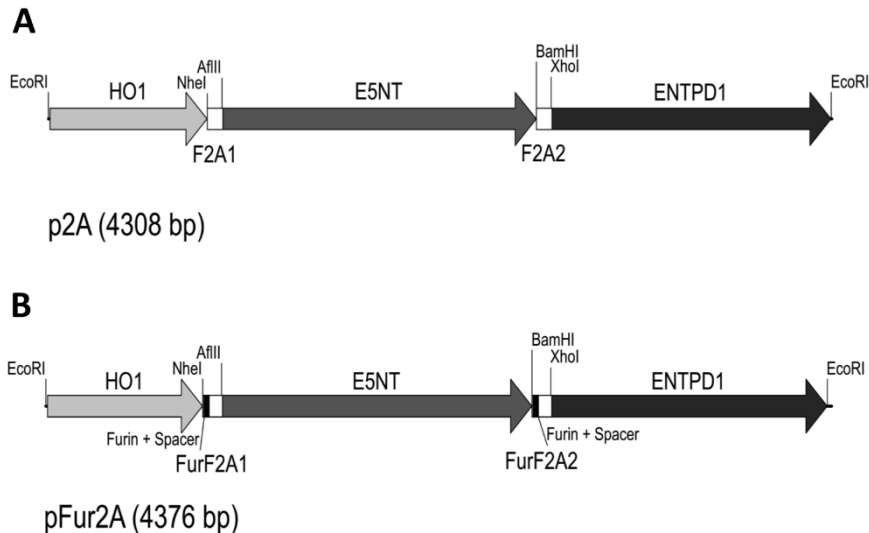 A
EcoRI HO1 NheI AflII E5NT BamHI XhoI ENTPD1 EcoRI
F2A1 F2A2
p2A (4308 bp)
B
EcoRI HO1 NheI AflII E5NT BamHI XhoI ENTPD1 EcoRI
Furin + Spacer Furin + Spacer
FurF2A1 FurF2A2
pFur2A (4376 bp)